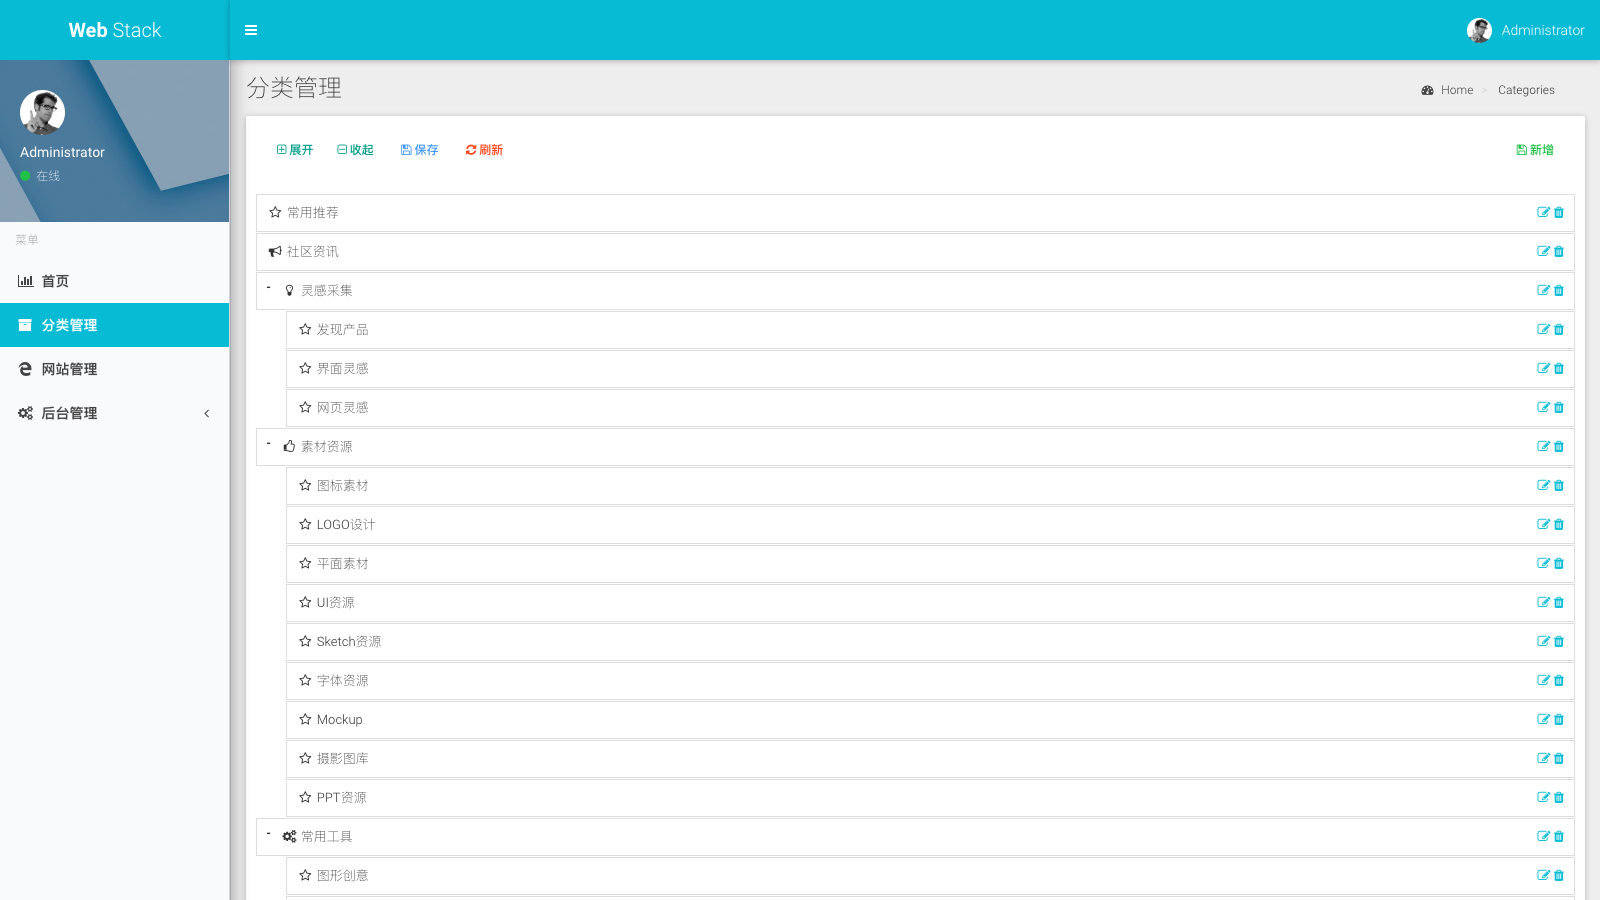 Web Stack
Administrator
Administrator
在线
菜单
首页
分类管理
网站管理
后台管理
分类管理
Home > Categories
展开 收起 保存 刷新 新增
常用推荐
社区资讯
- 灵感采集
发现产品
界面灵感
网页灵感
- 素材资源
图标素材
LOGO设计
平面素材
UI资源
Sketch资源
字体资源
Mockup
摄影图库
PPT资源
- 常用工具
图形创意